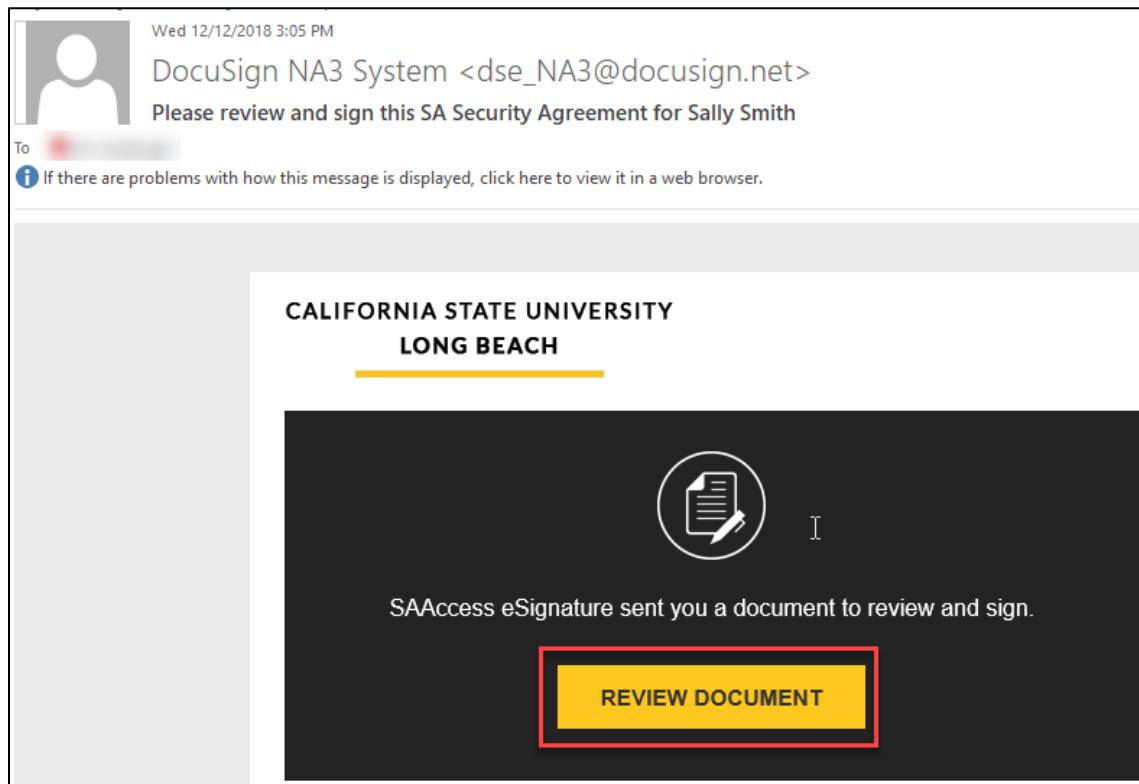 Wed 12/12/2018 3:05 PM
DocuSign NA3 System <dse_NA3@docusign.net>
Please review and sign this SA Security Agreement for Sally Smith
To
If there are problems with how this message is displayed, click here to view it in a web browser.
CALIFORNIA STATE UNIVERSITY
LONG BEACH
SAAccess eSignature sent you a document to review and sign.
REVIEW DOCUMENT